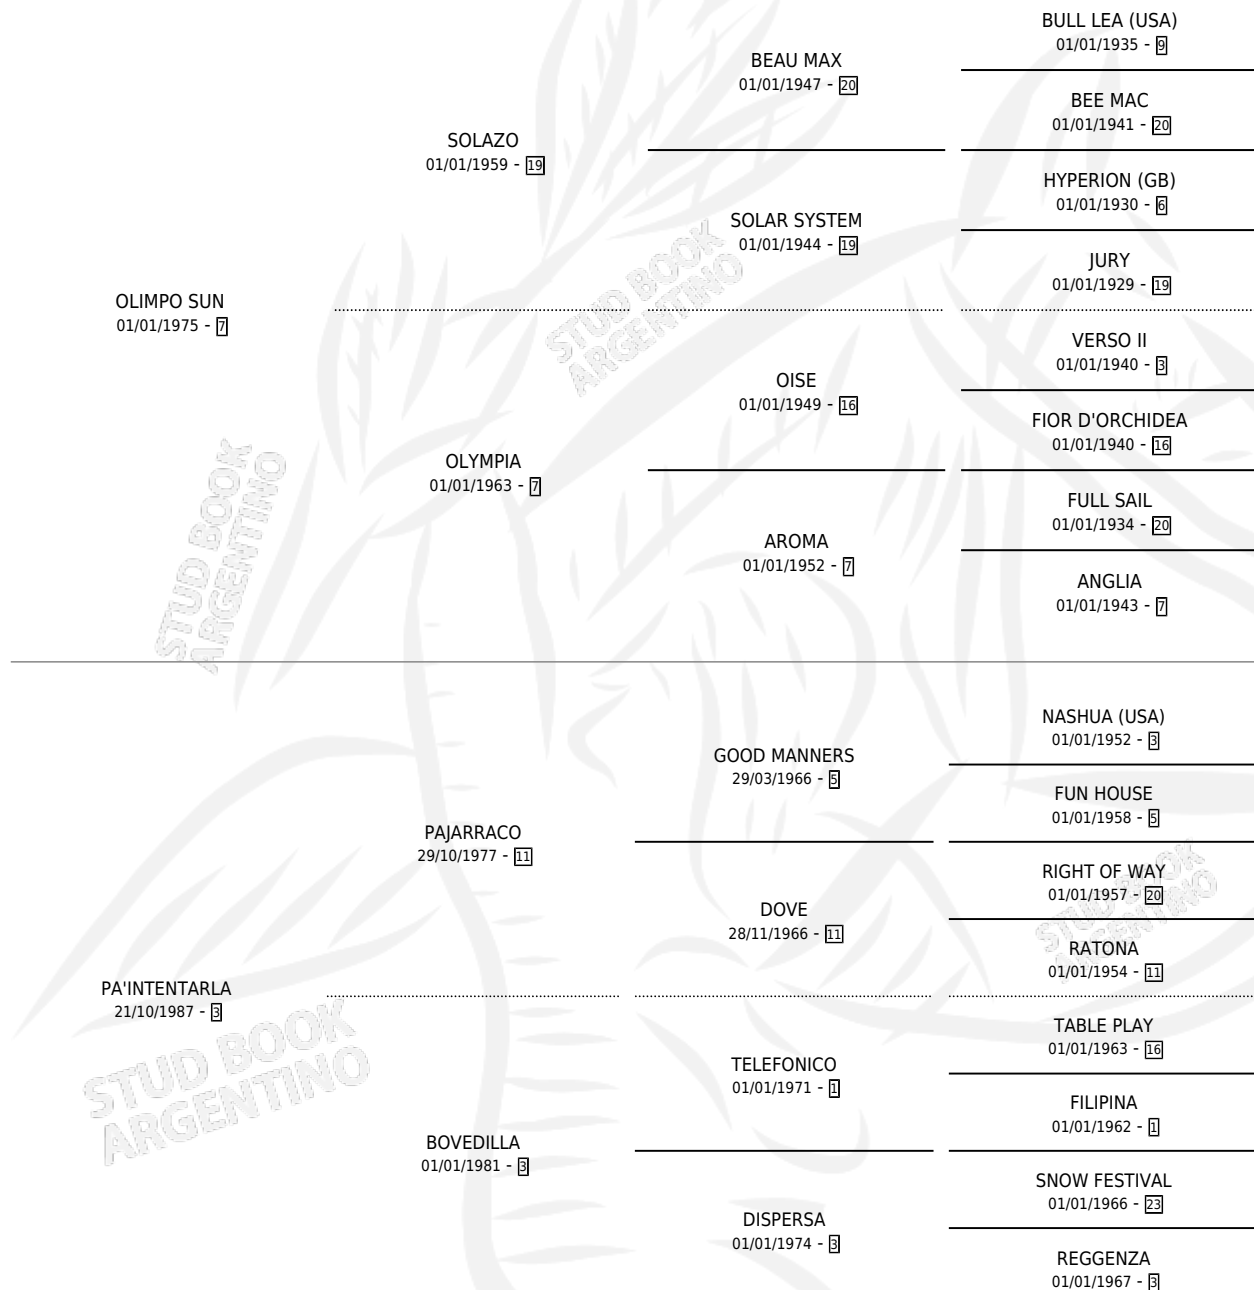 BULL LEA (USA)
01/01/1935 - 9
BEAU MAX
01/01/1947 - 20
BEE MAC
01/01/1941 - 20
SOLAZO
01/01/1959 - 19
HYPERION (GB)
01/01/1930 - 6
SOLAR SYSTEM
01/01/1944 - 19
JURY
01/01/1929 - 19
OLIMPO SUN
01/01/1975 - 7
VERSO II
01/01/1940 - 3
OISE
01/01/1949 - 16
FIOR D'ORCHIDEA
01/01/1940 - 16
OLYMPIA
01/01/1963 - 7
FULL SAIL
01/01/1934 - 20
AROMA
01/01/1952 - 7
ANGLIA
01/01/1943 - 7
NASHUA (USA)
01/01/1952 - 3
GOOD MANNERS
29/03/1966 - 5
FUN HOUSE
01/01/1958 - 5
PAJARRACO
29/10/1977 - 11
RIGHT OF WAY
01/01/1957 - 20
DOVE
28/11/1966 - 11
RATONA
01/01/1954 - 11
PA'INTENTARLA
21/10/1987 - 3
TABLE PLAY
01/01/1963 - 16
TELEFONICO
01/01/1971 - 1
FILIPINA
01/01/1962 - 1
BOVEDILLA
01/01/1981 - 3
SNOW FESTIVAL
01/01/1966 - 23
DISPERSA
01/01/1974 - 3
REGGENZA
01/01/1967 - 3
STUD BOOK
ARGENTINO
STUD BOOK
ARGENTINO
STUD BOOK
ARGENTINO
STUD BOOK
ARGENTINO